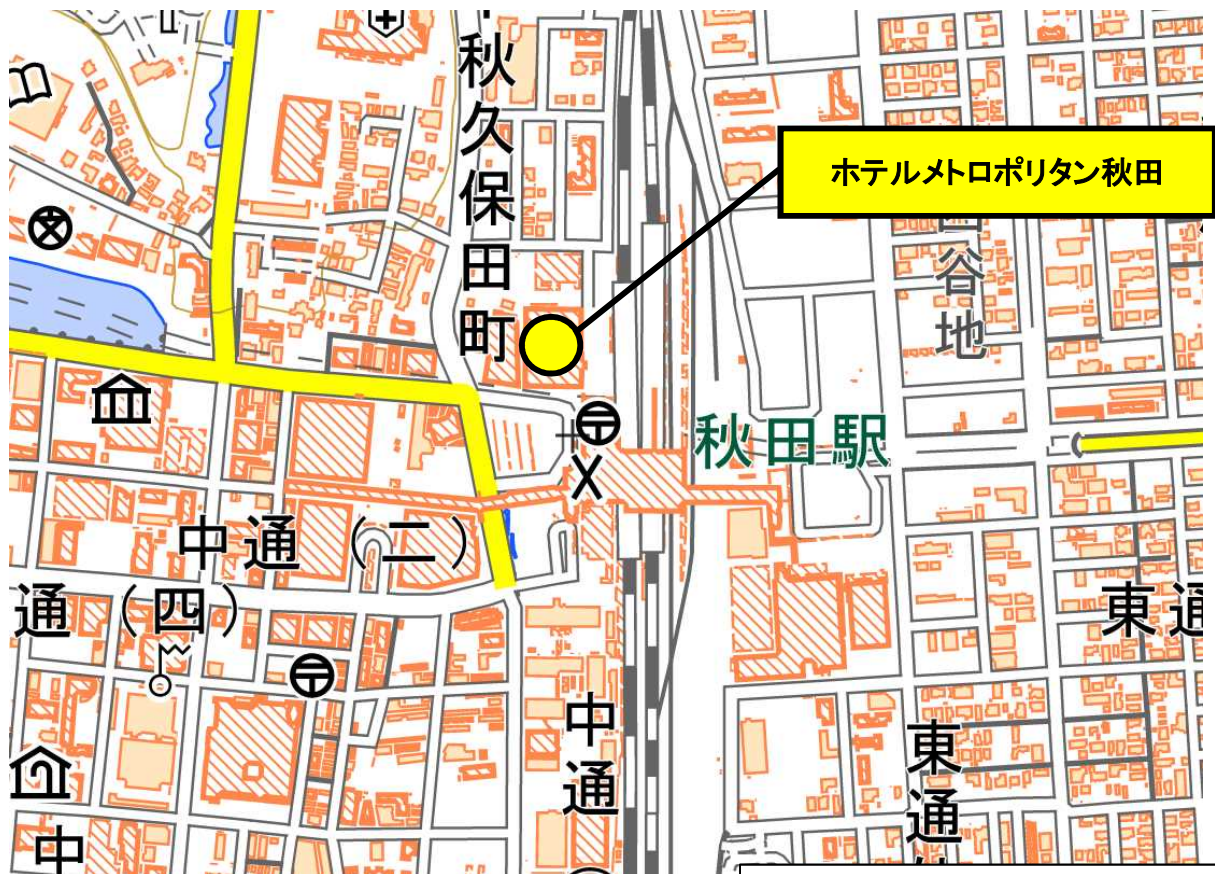 秋久保田町
ホテルメトロポリタン秋田
谷地
秋田駅
中通（二）
通（四）
東通
中通
東通
中